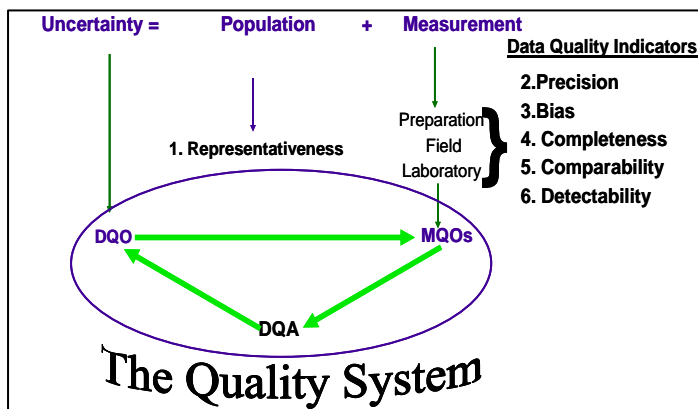 Uncertainty = Population + Measurement
Data Quality Indicators
2.Precision
3.Bias
4. Completeness
5. Comparability
6. Detectability
Preparation
Field
Laboratory
1. Representativeness
DQO MQOs
DQA
The Quality System